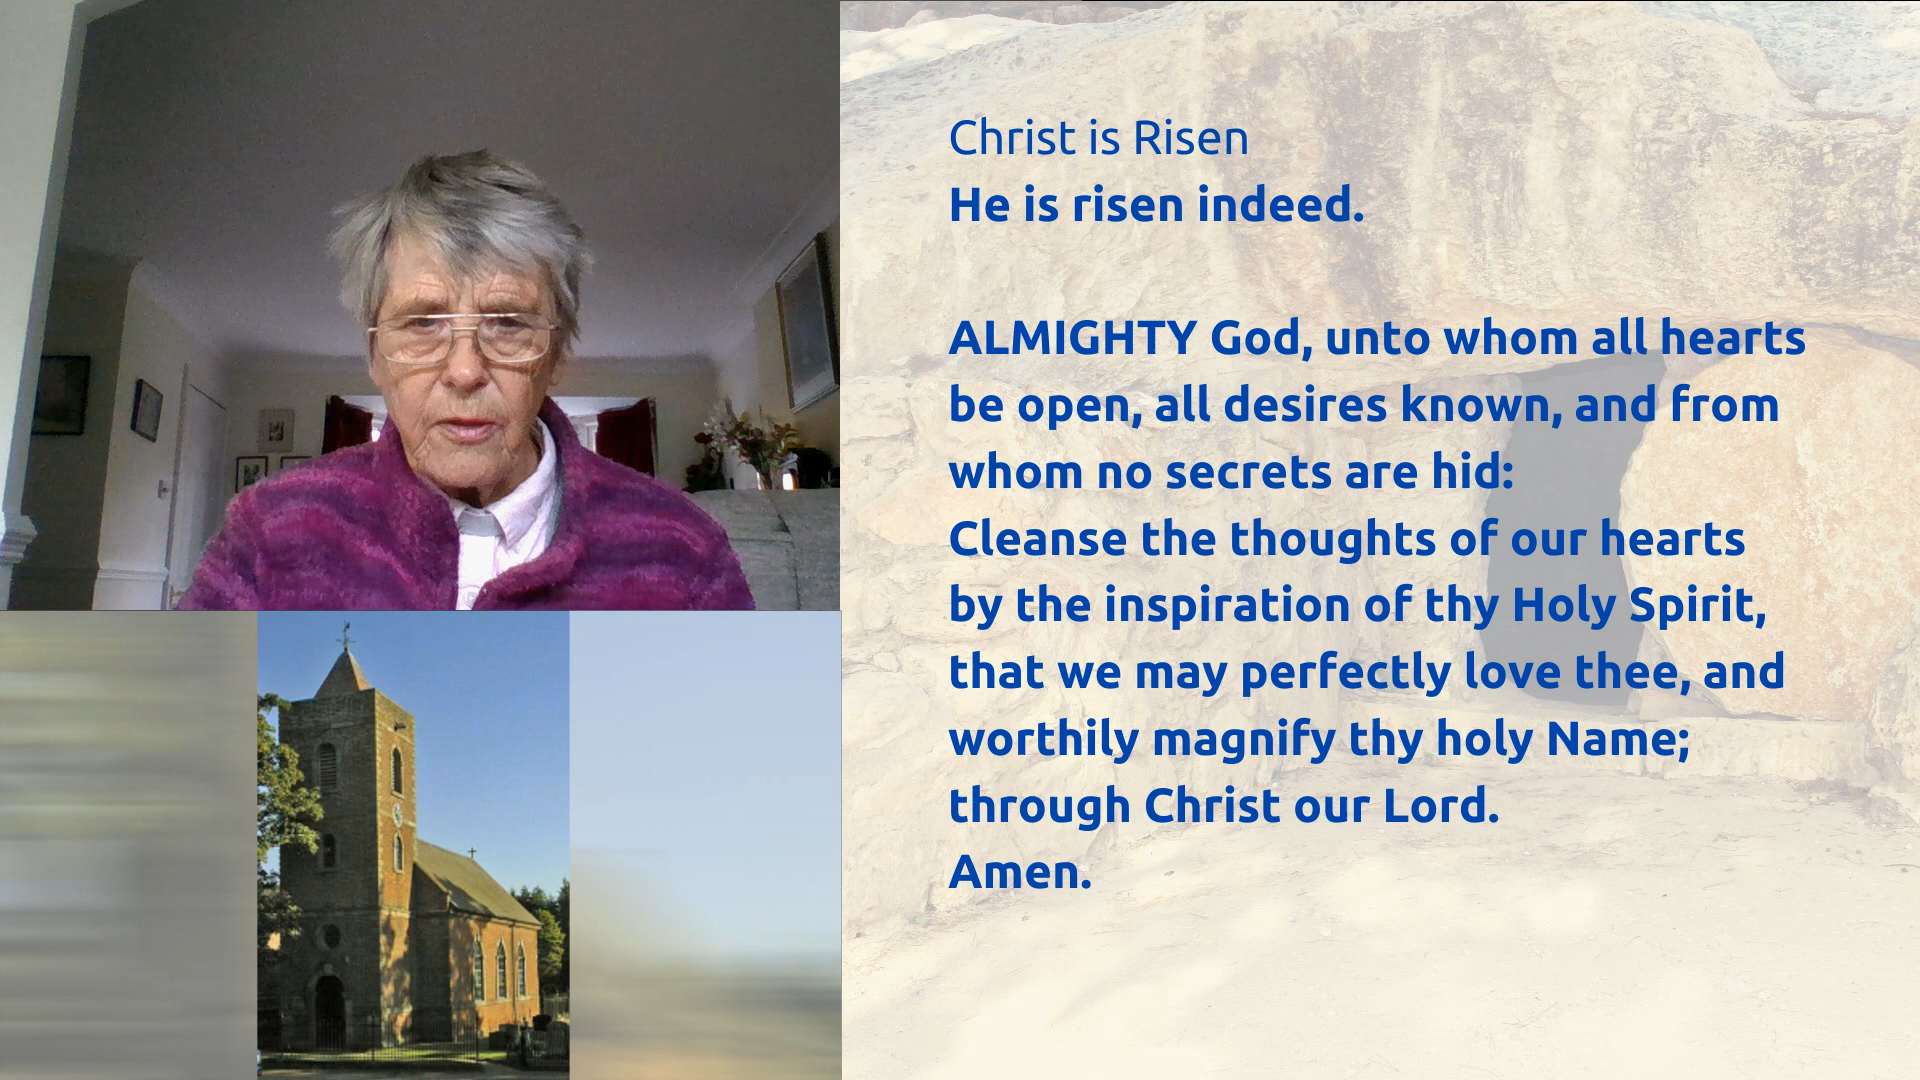 Christ is Risen
He is risen indeed.
ALMIGHTY God, unto whom all hearts
be open, all desires known, and from
whom no secrets are hid:
Cleanse the thoughts of our hearts
by the inspiration of thy Holy Spirit,
that we may perfectly love thee, and
worthily magnify thy holy Name;
through Christ our Lord.
Amen.